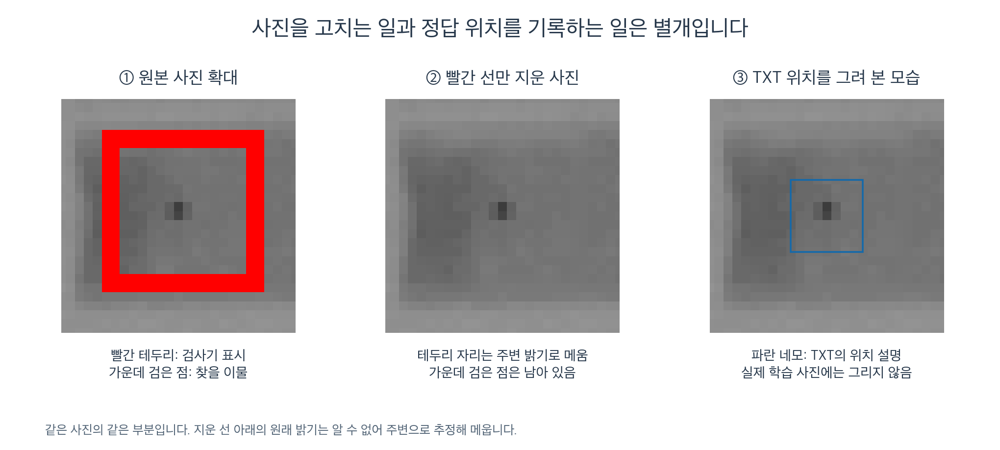 사진을 고치는 일과 정답 위치를 기록하는 일은 별개입니다
① 원본 사진 확대
② 빨간 선만 지운 사진
③ TXT 위치를 그려 본 모습
빨간 테두리: 검사기 표시
가운데 검은 점: 찾을 이물
테두리 자리는 주변 밝기로 메움
가운데 검은 점은 남아 있음
파란 네모: TXT의 위치 설명
실제 학습 사진에는 그리지 않음
같은 사진의 같은 부분입니다. 지운 선 아래의 원래 밝기는 알 수 없어 주변으로 추정해 메웁니다.